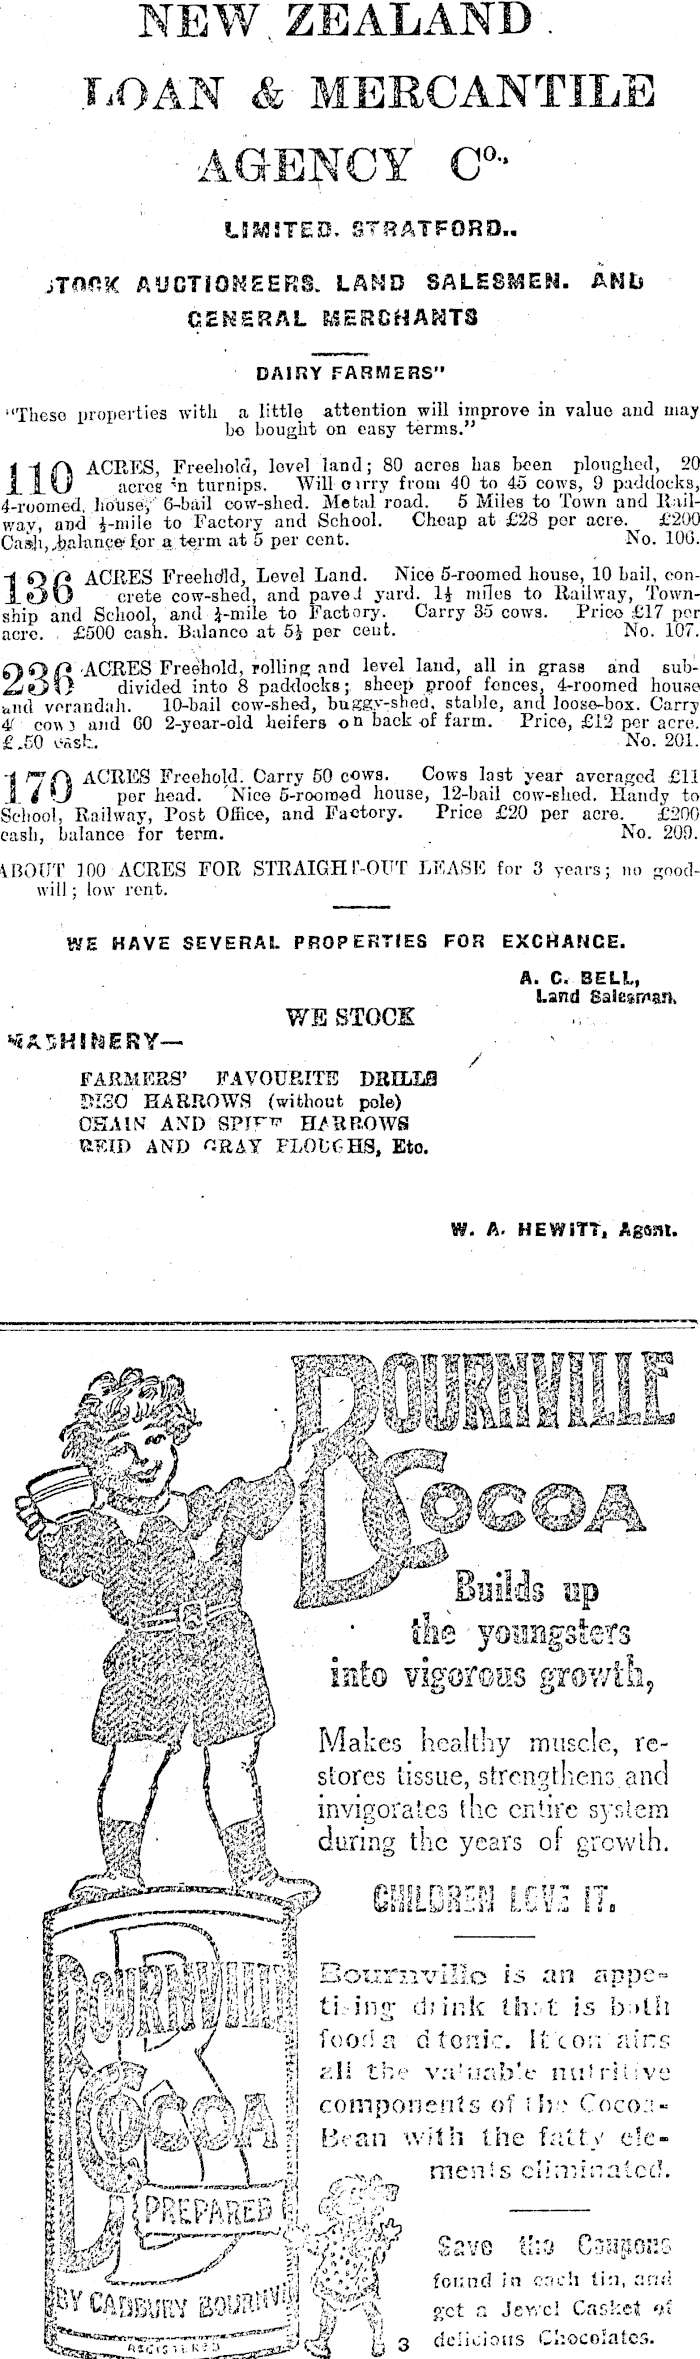 NEW ZEALAND
LOAN & MERCANTILE
AGENCY Co.,
LIMITED. STRATFORD..
STOCK AUCTIONEERS. LAND SALESMEN. AND
GENERAL MERCHANTS
DAIRY FARMERS"
"These properties with a little attention will improve in value and may
be bought on easy terms."
110 ACRES, Freehold, level land; 80 acres has been ploughed, 20
acres in turnips. Will carry from 40 to 45 cows, 9 paddocks,
4-roomed, house, 6-bail cow-shed. Metal road. 5 Miles to Town and Rail-
way, and ½-mile to Factory and School. Cheap at £28 per acre. £200
Cash, balance for a term at 5 per cent. No. 106.
136 ACRES Freehold, Level Land. Nice 5-roomed house, 10 bail, con-
crete cow-shed, and paved yard. 1½ miles to Railway, Town-
ship and School, and ½-mile to Factory. Carry 35 cows. Price £17 per
acre. £500 cash. Balance at 5½ per cent. No. 107.
236 ACRES Freehold, rolling and level land, all in grass and sub-
divided into 8 paddocks; sheep proof fences, 4-roomed house
and verandah. 10-bail cow-shed, buggy-shed, stable, and loose-box. Carry
cows and 60 2-year-old heifers on back of farm. Price, £12 per acre.
cash. No. 201.
170 ACRES Freehold. Carry 50 cows. Cows last year averaged £11
per head. Nice 5-roomed house, 12-bail cow-shed. Handy to
School, Railway, Post Office, and Factory. Price £20 per acre. £200
cash, balance for term. No. 209.
ABOUT 100 ACRES FOR STRAIGHT-OUT LEASE for 3 years; no good-
will; low rent.
WE HAVE SEVERAL PROPERTIES FOR EXCHANGE.
A. C. BELL,
Land Salesman.
WE STOCK
MACHINERY—
FARMERS' FAVOURITE DRILLS
DISC HARROWS (without pole)
CHAIN AND SPIKE HARROWS
REID AND GRAY PLOUGHS, Etc.
W. A. HEWITT, Agent.
BOURNVILLE
COCOA
Builds up
the youngsters
into vigorous growth,
Makes healthy muscle, re-
stores tissue, strengthens and
invigorates the entire system
during the years of growth.
CHILDREN LOVE IT.
Bournville is an appe-
tising drink that is both
food and tonic. It contains
all the valuable nutritive
components of the Cocoa-
Bean with the fatty ele-
ments eliminated.
Save the Coupons
found in each tin, and
get a Jewel Casket of
delicious Chocolates.
BOURNVILLE
COCOA
PREPARED
BY CADBURY BOURNVI
REGISTERED
3